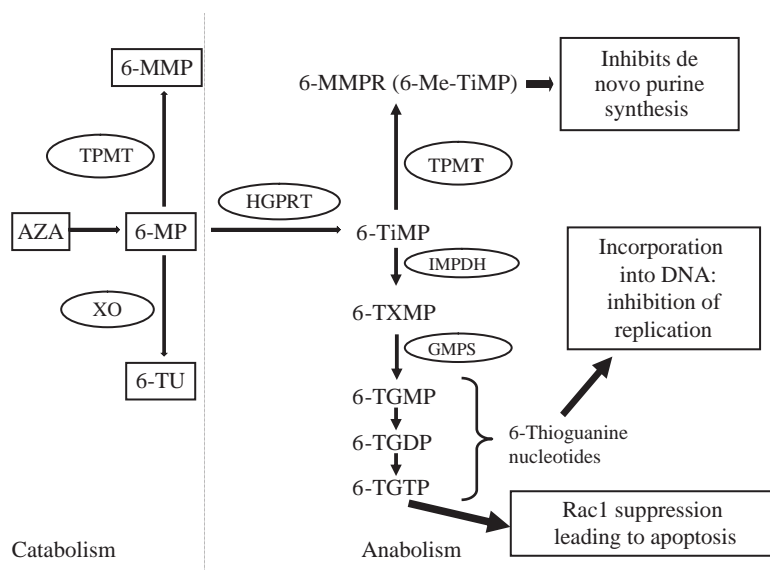 6-MMP
6-MMPR (6-Me-TiMP)
Inhibits de
novo purine
synthesis
TPMT
TPMT
HGPRT
AZA
6-MP
6-TiMP
IMPDH
XO
6-TXMP
GMPS
6-TU
6-TGMP
6-TGDP
6-TGTP
Incorporation
into DNA:
inhibition of
replication
6-Thioguanine
nucleotides
Rac1 suppression
leading to apoptosis
Catabolism
Anabolism